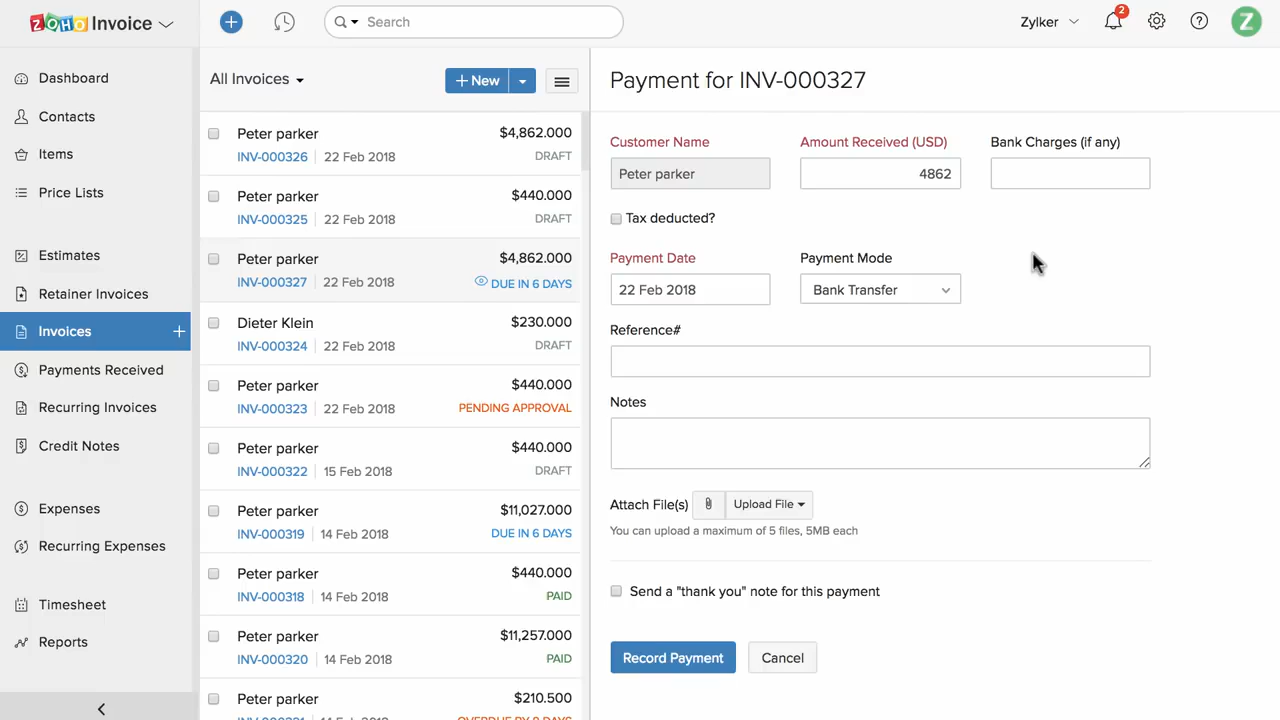 ZOHO Invoice
Search
Zylker
2
Z
Dashboard
Contacts
Items
Price Lists
Estimates
Retainer Invoices
Invoices +
Payments Received
Recurring Invoices
Credit Notes
Expenses
Recurring Expenses
Timesheet
Reports
All Invoices
+ New
Peter parker $4,862.000
INV-000326 22 Feb 2018 DRAFT
Peter parker $440.000
INV-000325 22 Feb 2018 DRAFT
Peter parker $4,862.000
INV-000327 22 Feb 2018 DUE IN 6 DAYS
Dieter Klein $230.000
INV-000324 22 Feb 2018 DRAFT
Peter parker $440.000
INV-000323 22 Feb 2018 PENDING APPROVAL
Peter parker $440.000
INV-000322 15 Feb 2018 DRAFT
Peter parker $11,027.000
INV-000319 14 Feb 2018 DUE IN 6 DAYS
Peter parker $440.000
INV-000318 14 Feb 2018 PAID
Peter parker $11,257.000
INV-000320 14 Feb 2018 PAID
Peter parker $210.500
Payment for INV-000327
Customer Name Amount Received (USD) Bank Charges (if any)
Peter parker 4862
Tax deducted?
Payment Date Payment Mode
22 Feb 2018 Bank Transfer
Reference#
Notes
Attach File(s) Upload File
You can upload a maximum of 5 files, 5MB each
Send a "thank you" note for this payment
Record Payment Cancel